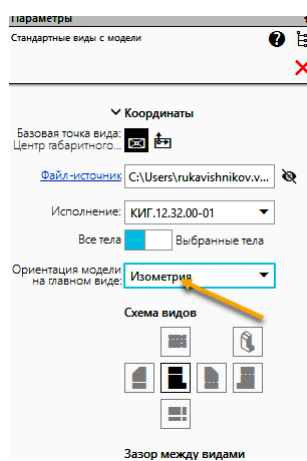 Параметры
Стандартные виды с модели
Координаты
Базовая точка вида:
Центр габаритного...
Файл-источник C:\Users\rukavishnikov.v...
Исполнение: КИГ.12.32.00-01
Все тела Выбранные тела
Ориентация модели
на главном виде: Изометрия
Схема видов
Зазор между видами